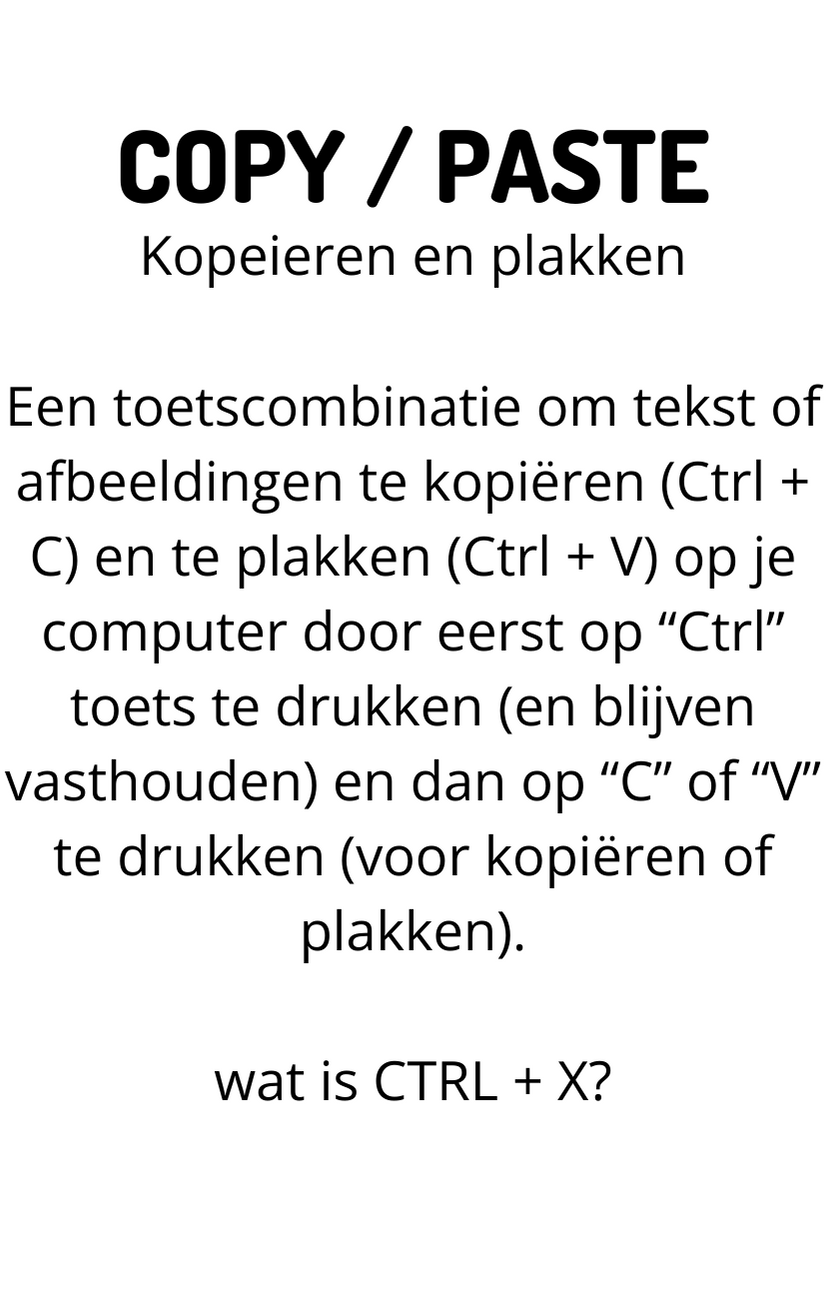 COPY / PASTE
Kopeieren en plakken
Een toetscombinatie om tekst of
afbeeldingen te kopiëren (Ctrl +
C) en te plakken (Ctrl + V) op je
computer door eerst op “Ctrl”
toets te drukken (en blijven
vasthouden) en dan op “C” of “V”
te drukken (voor kopiëren of
plakken).
wat is CTRL + X?